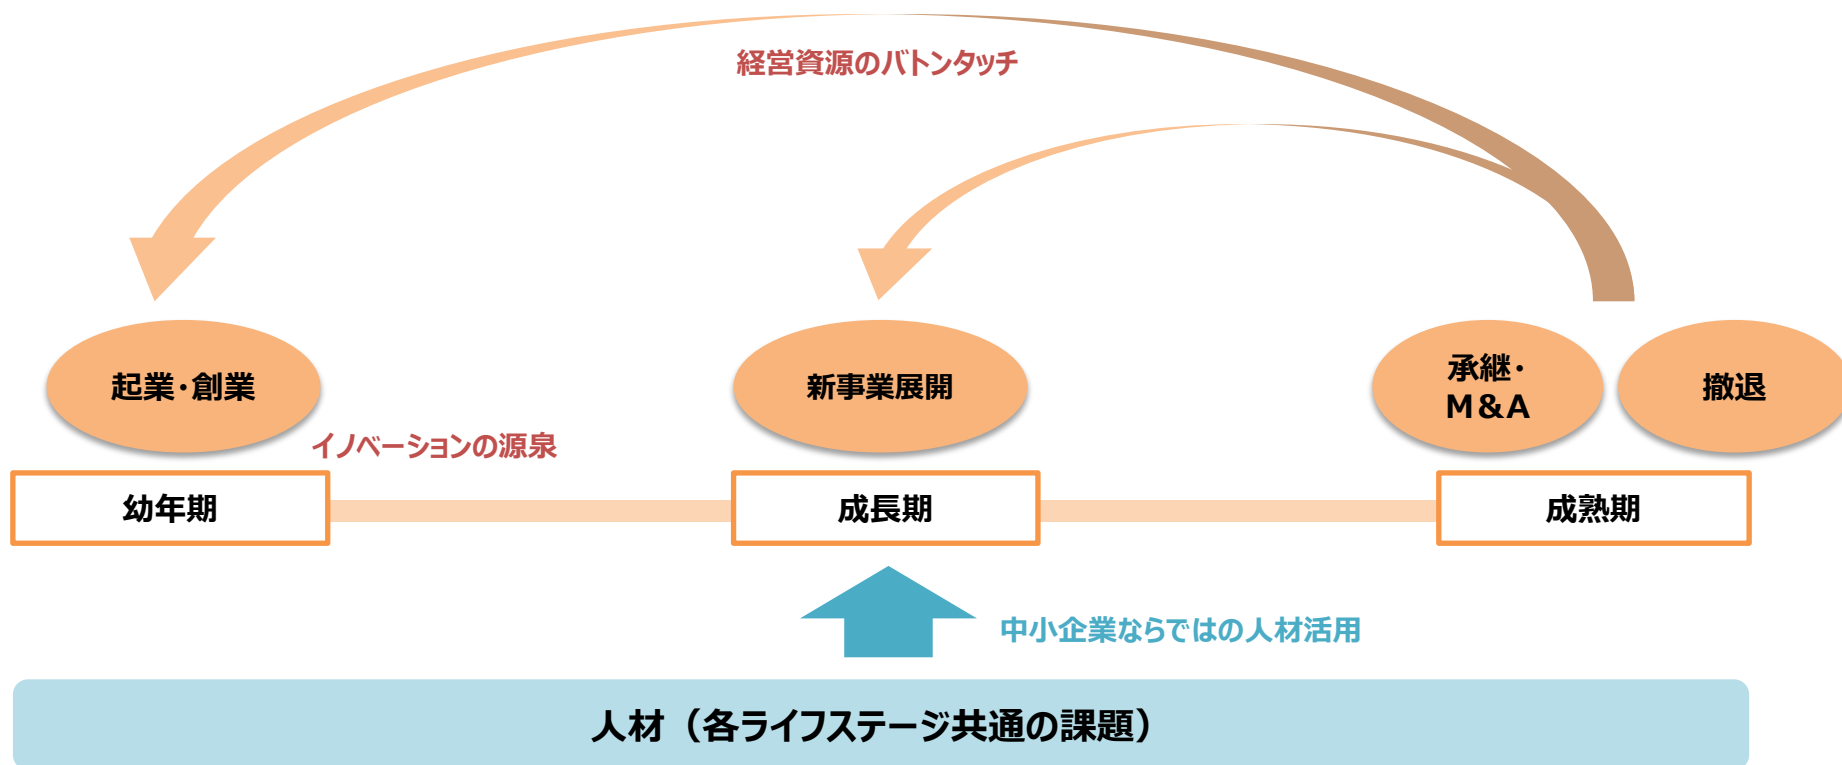 経営資源のバトンタッチ
起業・創業
新事業展開
承継・
M&A
撤退
イノベーションの源泉
幼年期
成長期
成熟期
中小企業ならではの人材活用
人材（各ライフステージ共通の課題）